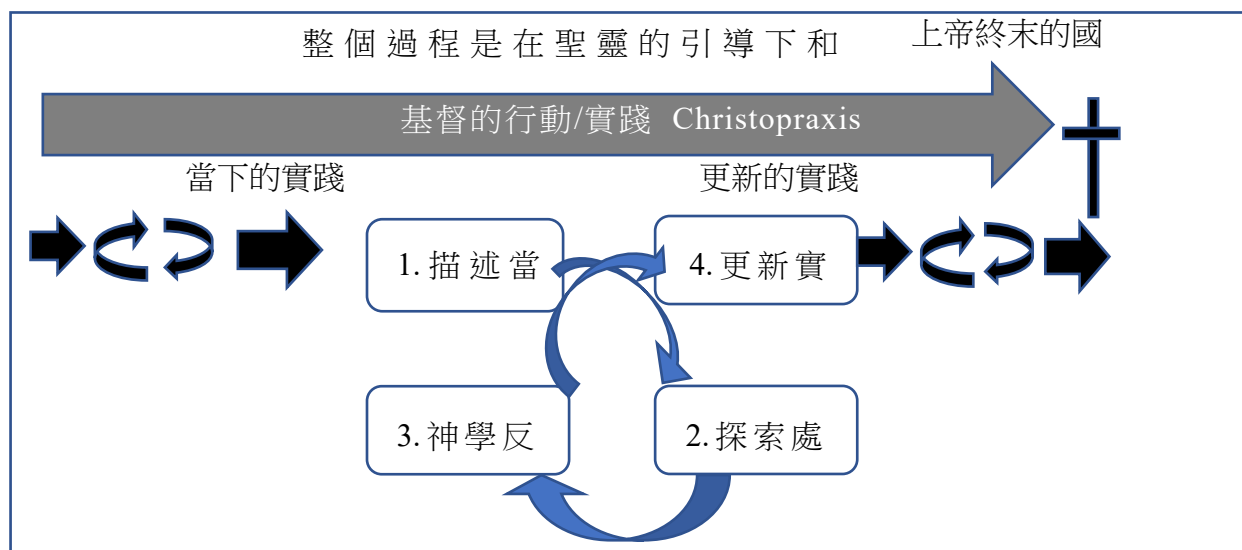 整個過程是在聖靈的引導下和
上帝終末的國
基督的行動/實踐 Christopraxis
當下的實踐
更新的實踐
1.描述當
4.更新實
3.神學反
2.探索處